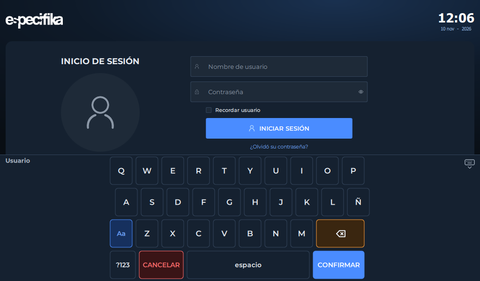 e·specifika
12:06
10 nov - 2026
INICIO DE SESIÓN
Nombre de usuario
Contraseña
Recordar usuario
INICIAR SESIÓN
¿Olvidó su contraseña?
Usuario
Q W E R T Y U I O P
A S D F G H J K L Ñ
Aa Z X C V B N M
?123 CANCELAR espacio CONFIRMAR